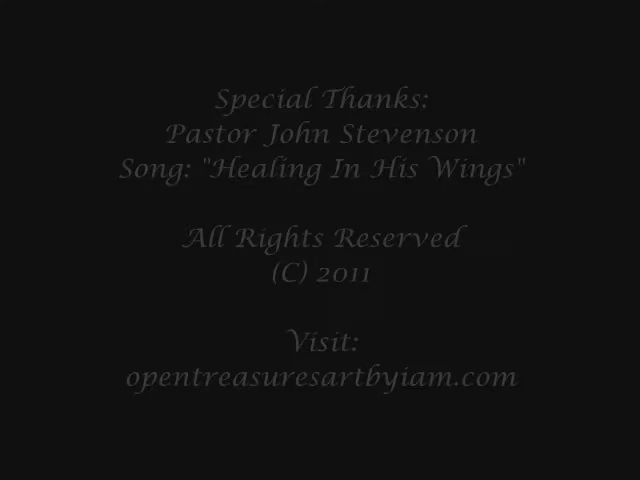 Special Thanks:
Pastor John Stevenson
Song: "Healing In His Wings"
All Rights Reserved
(C) 2011
Visit:
opentreasuresartbyiam.com